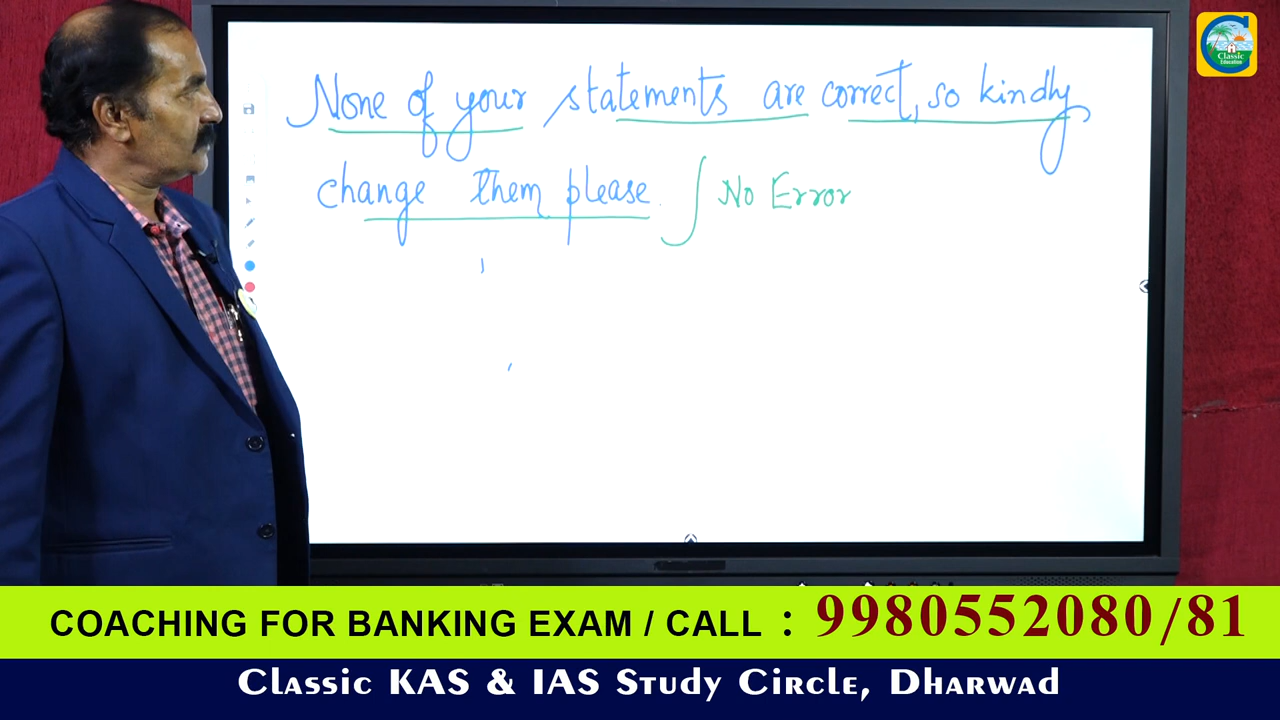 None of your statements are correct, so kindly
change them please. / No Error
Classic
Education
COACHING FOR BANKING EXAM / CALL : 9980552080/81
Classic KAS & IAS Study Circle, Dharwad